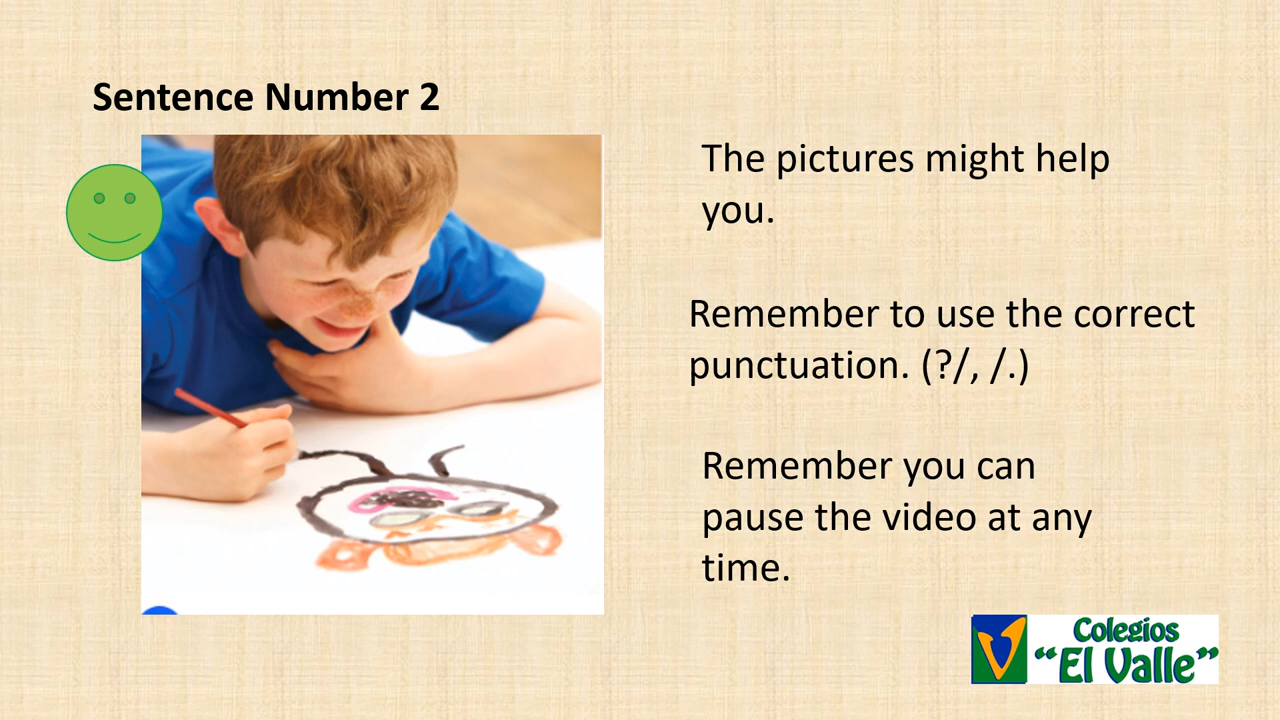 Sentence Number 2
The pictures might help
you.
Remember to use the correct
punctuation. (?/, /.)
Remember you can
pause the video at any
time.
Colegios
“El Valle”